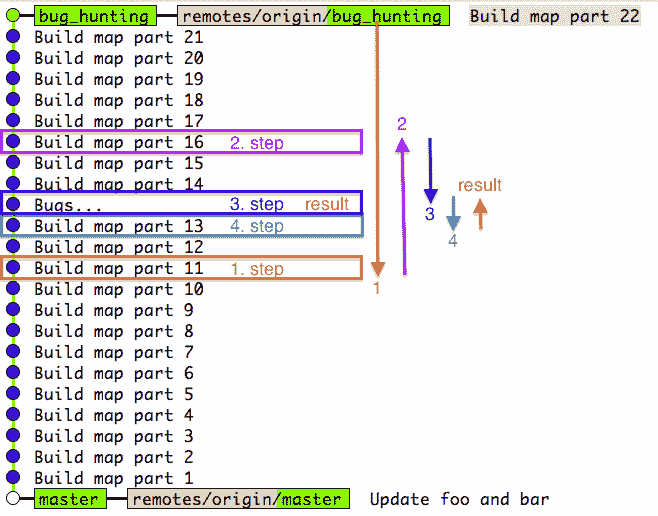 bug_hunting remotes/origin/bug_hunting Build map part 22
Build map part 21
Build map part 20
Build map part 19
Build map part 18
Build map part 17
2
Build map part 16 2. step
Build map part 15
Build map part 14
result
Bugs... 3. step result
3
Build map part 13 4. step
4
Build map part 12
Build map part 11 1. step
1
Build map part 10
Build map part 9
Build map part 8
Build map part 7
Build map part 6
Build map part 5
Build map part 4
Build map part 3
Build map part 2
Build map part 1
master remotes/origin/master Update foo and bar